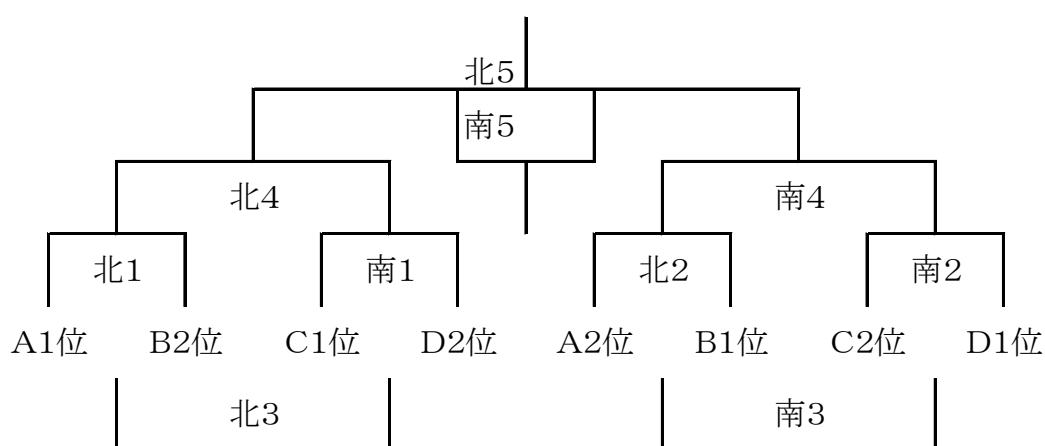 北5
南5
北4 南4
北1 南1 北2 南2
A1位 B2位 C1位 D2位 A2位 B1位 C2位 D1位
北3 南3